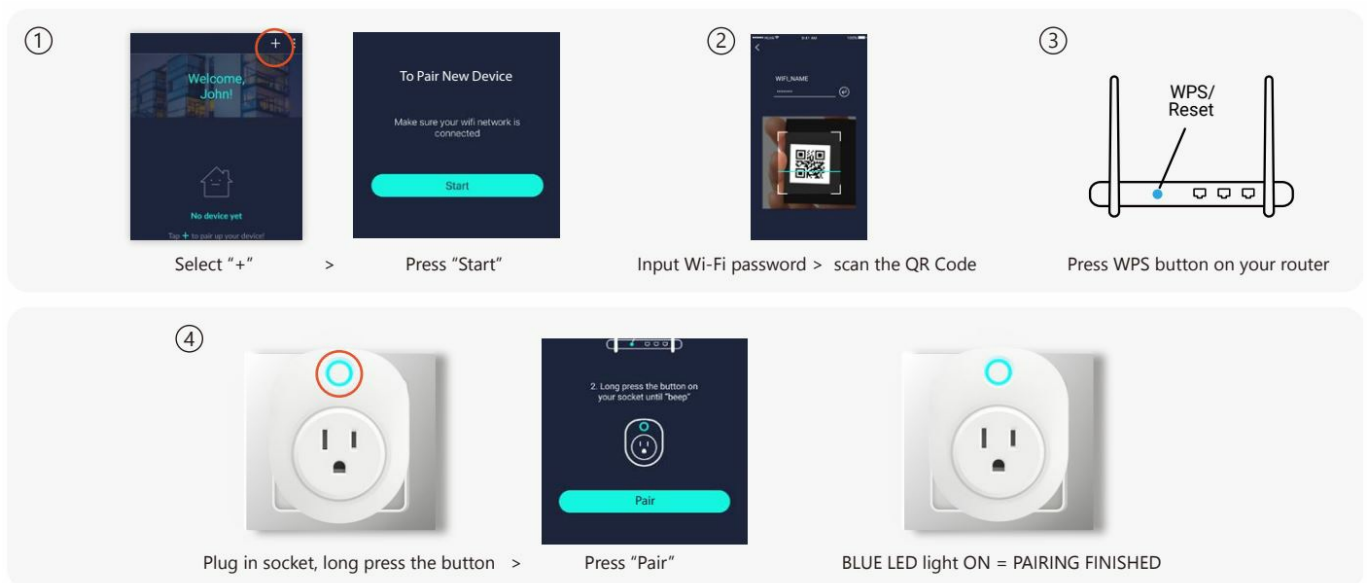 ①
+
Welcome,
John!
No device yet
Tap + to pair up your device!
To Pair New Device
Make sure your wifi network is
connected
Start
Select "+" > Press "Start"
②
9:41 AM
WIFI_NAME
Input Wi-Fi password > scan the QR Code
③
WPS/
Reset
Press WPS button on your router
④
2. Long press the button on
your socket until "beep"
Pair
Plug in socket, long press the button > Press "Pair"
BLUE LED light ON = PAIRING FINISHED